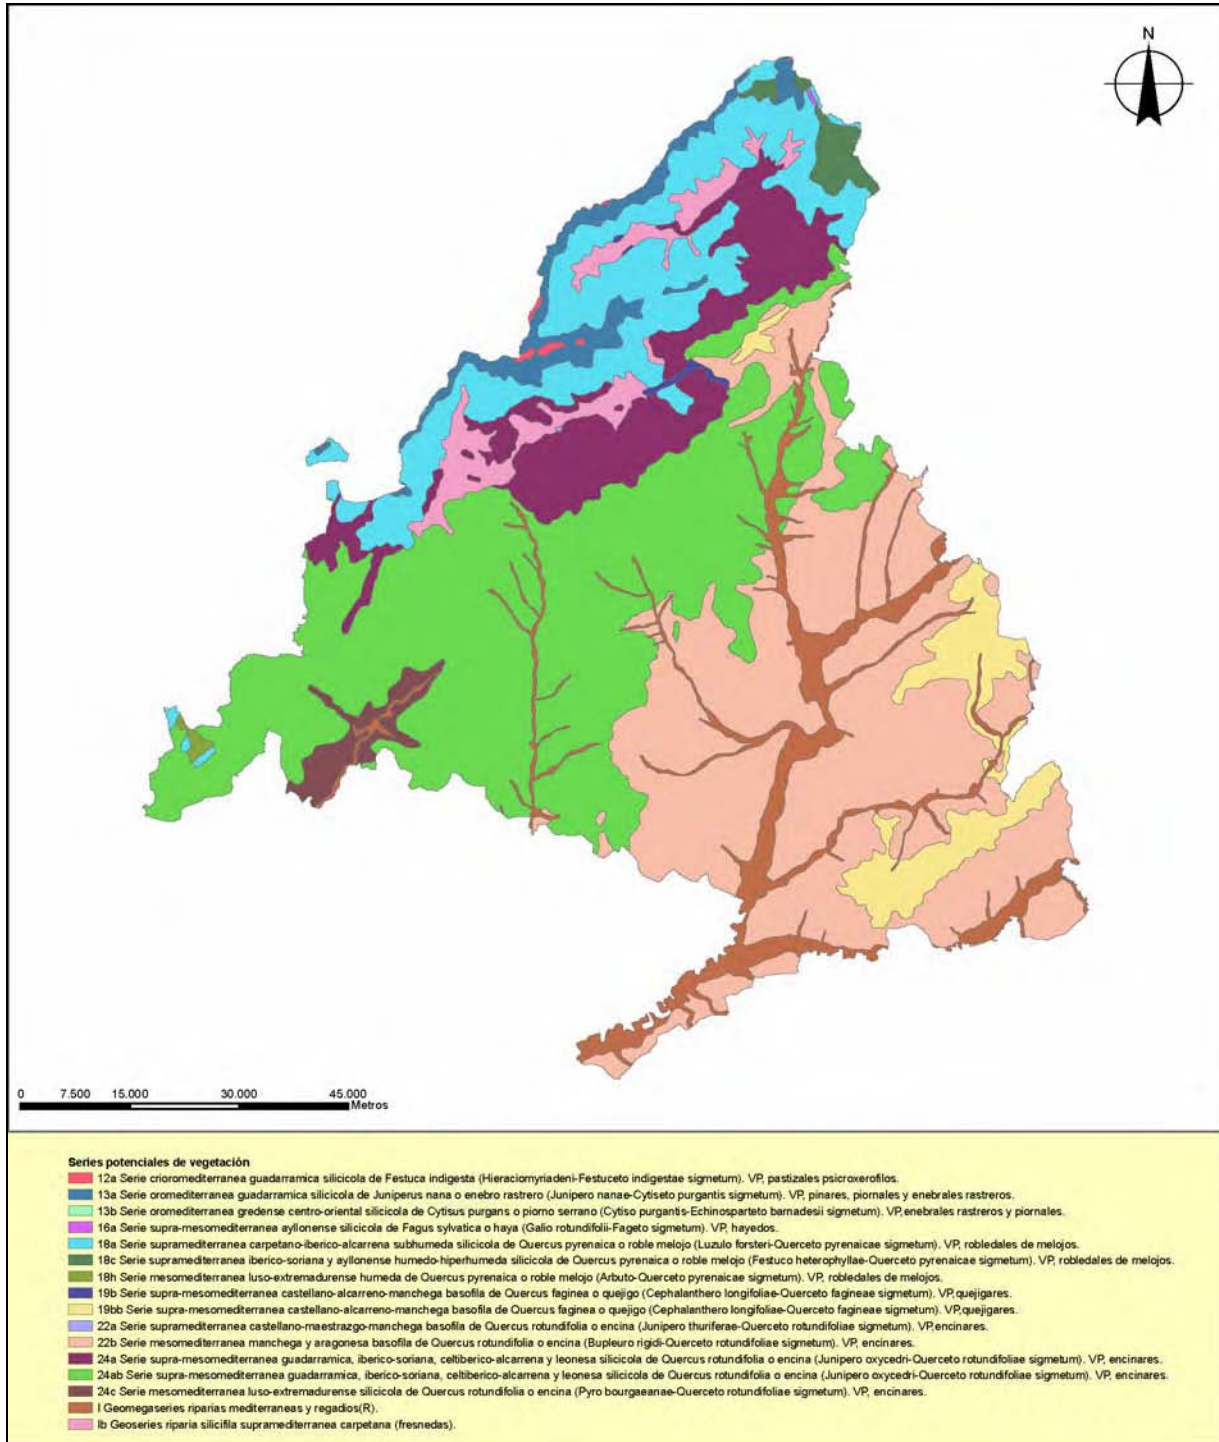 N
0 7.500 15.000 30.000 45.000
Metros
Series potenciales de vegetación
12a Serie crioromediterranea guadarramica silicicola de Festuca indigesta (Hieraciomyriadeni-Festuceto indigestae sigmetum). VP, pastizales psicroxerofilos.
13a Serie oromediterranea guadarramica silicicola de Juniperus nana o enebro rastrero (Junipero nanae-Cytiseto purgantis sigmetum). VP, pinares, piornales y enebrales rastreros.
13b Serie oromediterranea gredense centro-oriental silicicola de Cytisus purgans o piorno serrano (Cytiso purgantis-Echinosparteto barnadesii sigmetum). VP,enebrales rastreros y piornales.
16a Serie supra-mesomediterranea ayllonense silicicola de Fagus sylvatica o haya (Galio rotundifolii-Fageto sigmetum). VP, hayedos.
18a Serie supramediterranea carpetano-iberico-alcarrena subhumeda silicicola de Quercus pyrenaica o roble melojo (Luzulo forsteri-Querceto pyrenaicae sigmetum). VP, robledales de melojos.
18c Serie supramediterranea iberico-soriana y ayllonense humedo-hiperhumeda silicicola de Quercus pyrenaica o roble melojo (Festuco heterophyllae-Querceto pyrenaicae sigmetum). VP, robledales de melojos.
18h Serie mesomediterranea luso-extremadurense humeda de Quercus pyrenaica o roble melojo (Arbuto-Querceto pyrenaicae sigmetum). VP, robledales de melojos.
19b Serie supra-mesomediterranea castellano-alcarreno-manchega basofila de Quercus faginea o quejigo (Cephalanthero longifoliae-Querceto fagineae sigmetum). VP,quejigares.
19bb Serie supra-mesomediterranea castellano-alcarreno-manchega basofila de Quercus faginea o quejigo (Cephalanthero longifoliae-Querceto fagineae sigmetum). VP,quejigares.
22a Serie supramediterranea castellano-maestrazgo-manchega basofila de Quercus rotundifolia o encina (Junipero thuriferae-Querceto rotundifoliae sigmetum). VP,encinares.
22b Serie mesomediterranea manchega y aragonesa basofila de Quercus rotundifolia o encina (Bupleuro rigidi-Querceto rotundifoliae sigmetum). VP, encinares.
24a Serie supra-mesomediterranea guadarramica, iberico-soriana, celtiberico-alcarrena y leonesa silicicola de Quercus rotundifolia o encina (Junipero oxycedri-Querceto rotundifoliae sigmetum). VP, encinares.
24ab Serie supra-mesomediterranea guadarramica, iberico-soriana, celtiberico-alcarrena y leonesa silicicola de Quercus rotundifolia o encina (Junipero oxycedri-Querceto rotundifoliae sigmetum). VP, encinares.
24c Serie mesomediterranea luso-extremadurense silicicola de Quercus rotundifolia o encina (Pyro bourgaeanae-Querceto rotundifoliae sigmetum). VP, encinares.
I Geomegaseries riparias mediterraneas y regadios(R).
Ib Geoseries riparia silicifila supramediterranea carpetana (fresnedas).